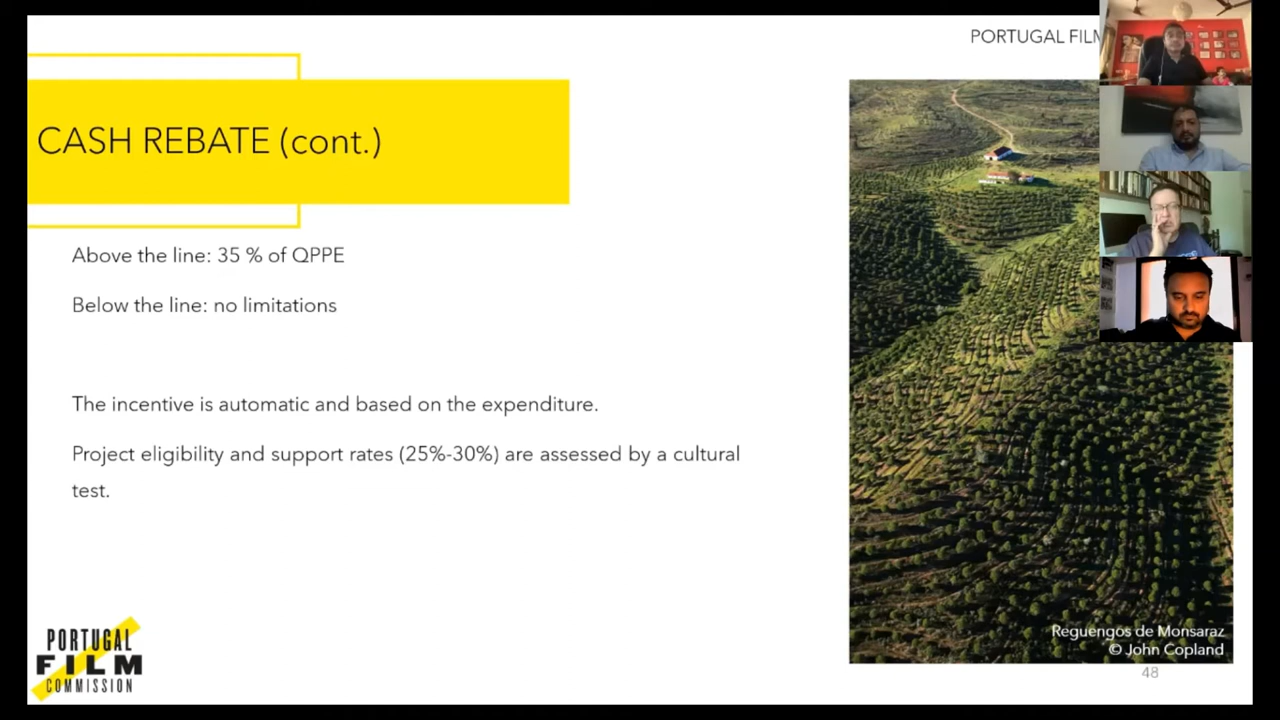 PORTUGAL FILM
CASH REBATE (cont.)
Above the line: 35 % of QPPE
Below the line: no limitations
The incentive is automatic and based on the expenditure.
Project eligibility and support rates (25%-30%) are assessed by a cultural
test.
Reguengos de Monsaraz
© John Copland
48
PORTUGAL
FILM
COMMISSION